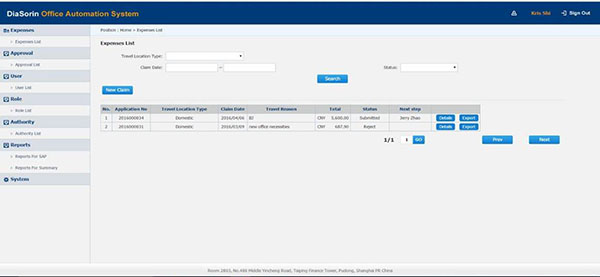 DiaSorin Office Automation System
Kris Shi
Sign Out
Expenses
Expenses List
Approval
Approval List
User
User List
Role
Role List
Authority
Authority List
Reports
Reports For SAP
Reports For Summary
System
Position : Home > Expenses List
Expenses List
Travel Location Type:
Claim Date: ~ Status:
Search
New Claim
No. Application No Travel Location Type Claim Date Travel Reason Total Status Next step
1 2016000034 Domestic 2016/04/06 BJ CNY 5,600.00 Submitted Jerry Zhao Details Export
2 2016000031 Domestic 2016/03/09 new office necessities CNY 687.90 Reject Details Export
1/1 GO Prev Next
Room 2803, No.488 Middle Yincheng Road, Taiping Finance Tower, Pudong, Shanghai PR China